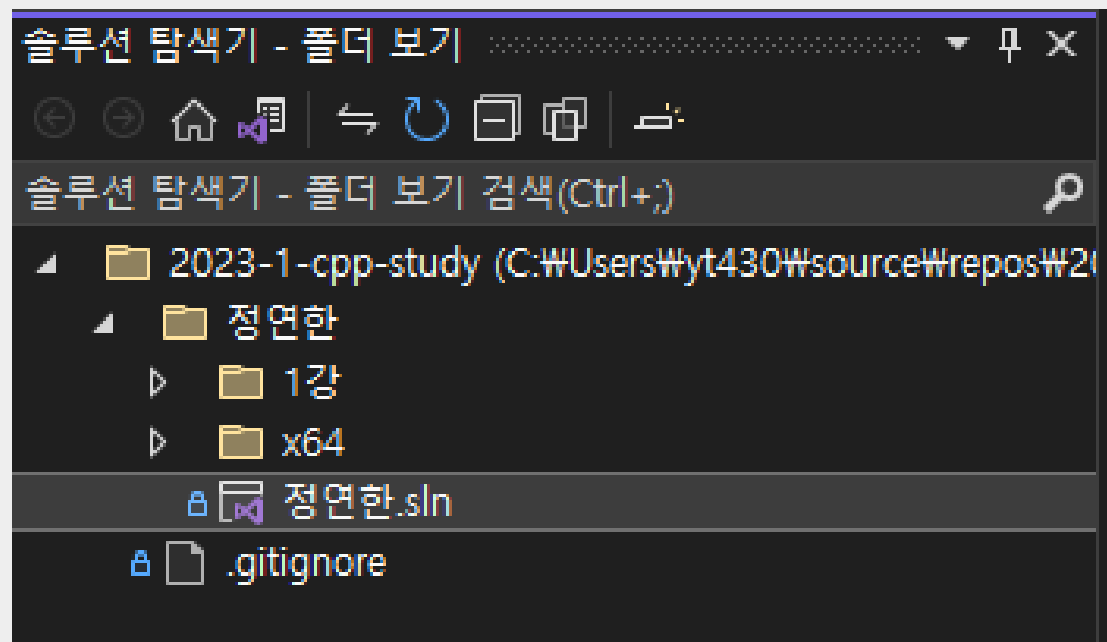 솔루션 탐색기 - 폴더 보기
솔루션 탐색기 - 폴더 보기 검색(Ctrl+;)
2023-1-cpp-study (C:₩Users₩yt430₩source₩repos₩20
정연한
1강
x64
정연한.sln
.gitignore